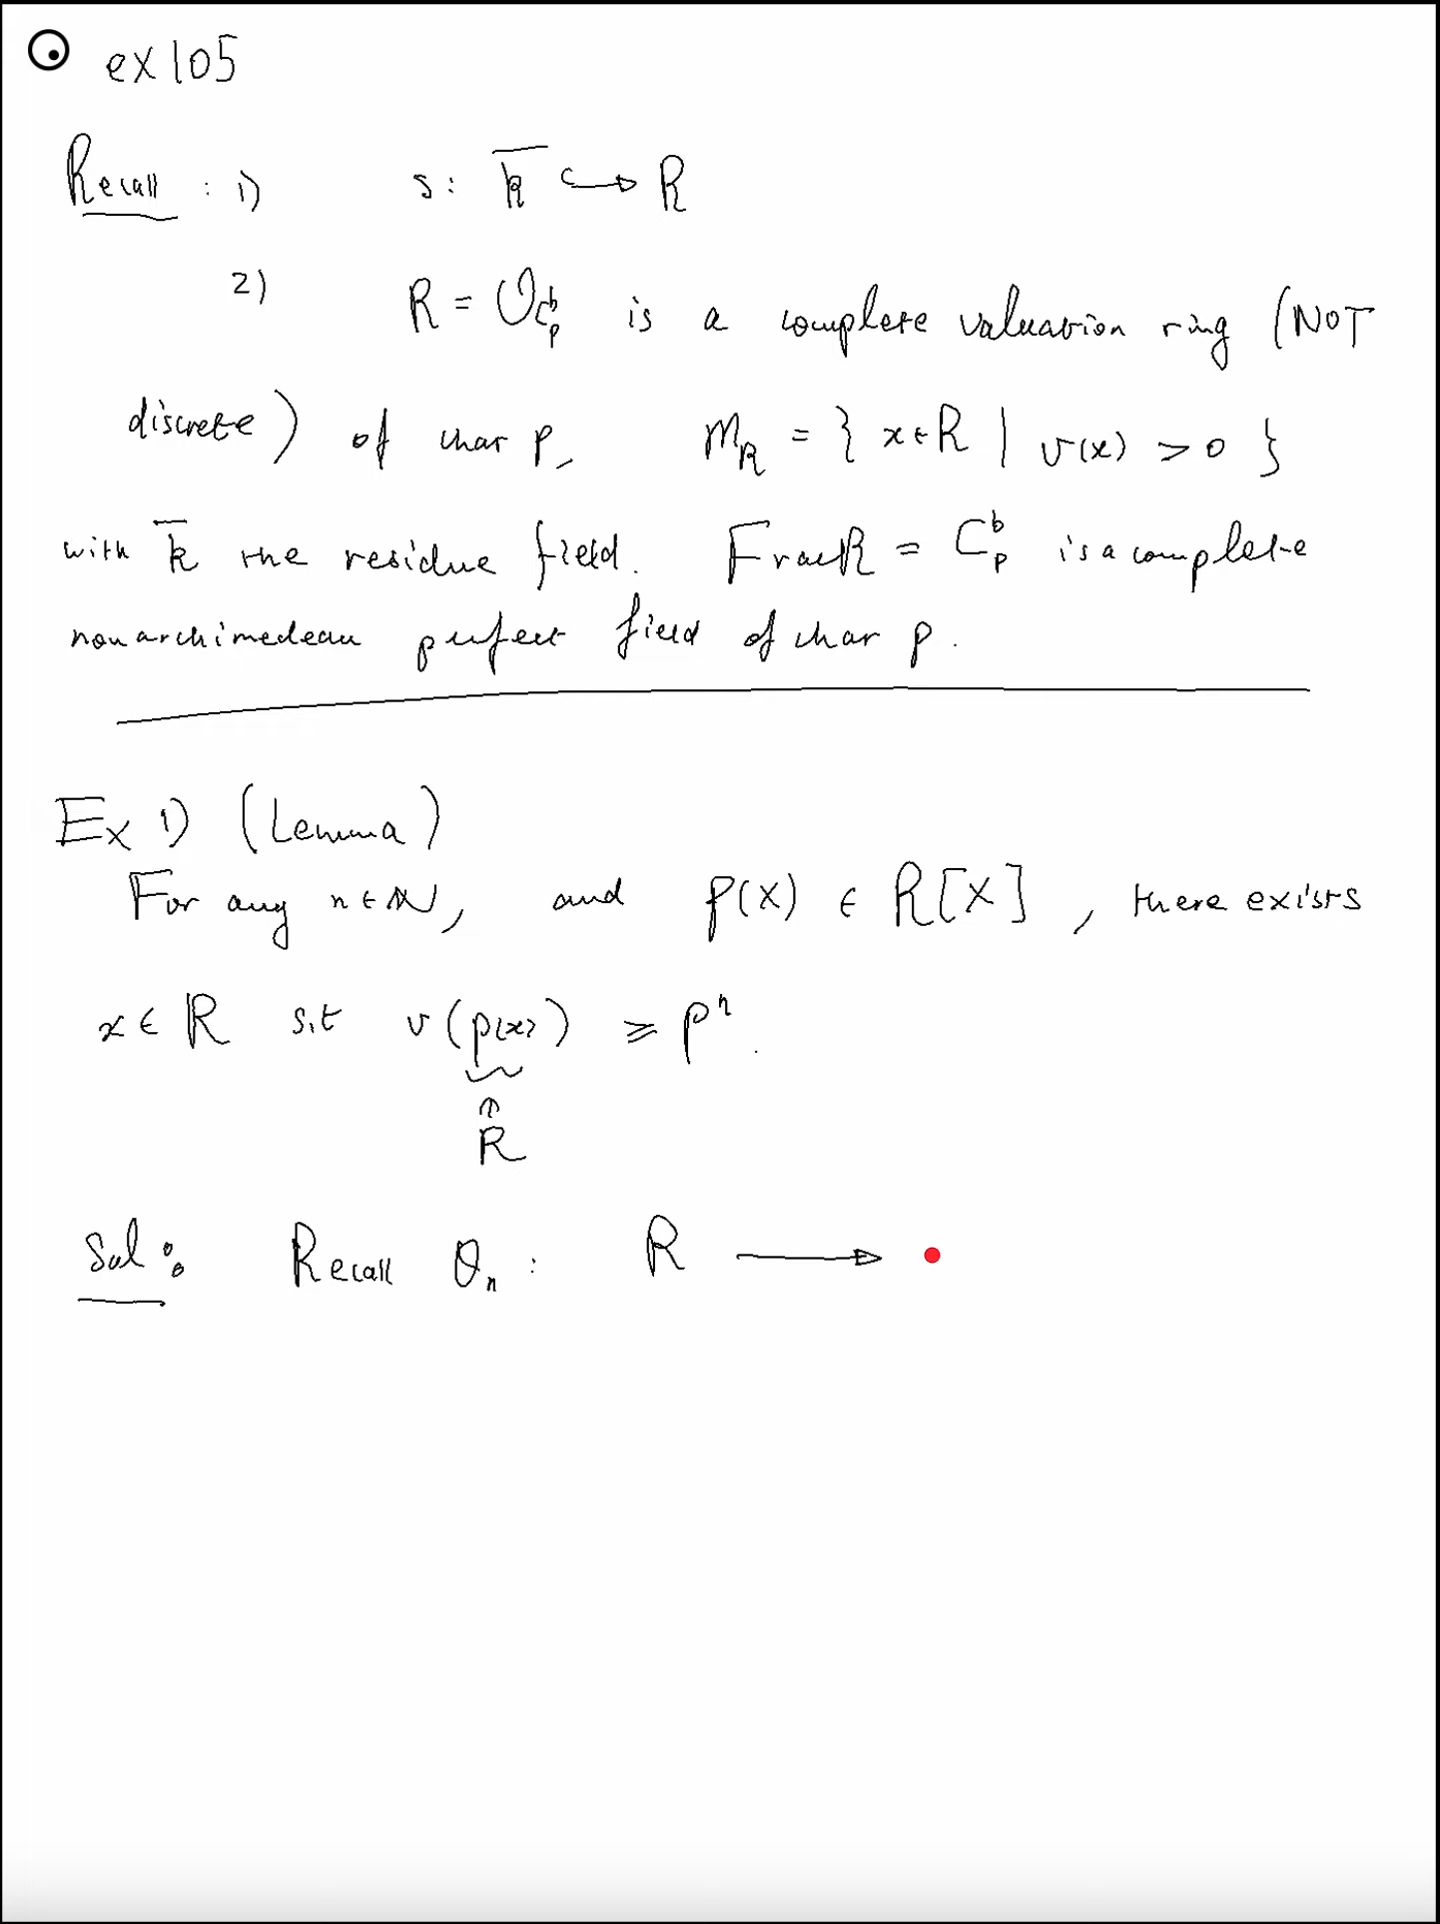 ex 105
Recall : 1) s: k̄ ↪ R
2) R = O_{C_p^♭} is a complete valuation ring (NOT
discrete) of char p, m_R = { x ∈ R | v(x) > 0 }
with k̄ the residue field. Frac R = C_p^♭ is a complete
nonarchimedean perfect field of char p.
Ex 1) (Lemma)
For any n ∈ ℕ, and P(X) ∈ R[X], there exists
x ∈ R s.t v(p(x)) ≥ p^n.
↑
R
Sol: Recall θ_n : R ⟶